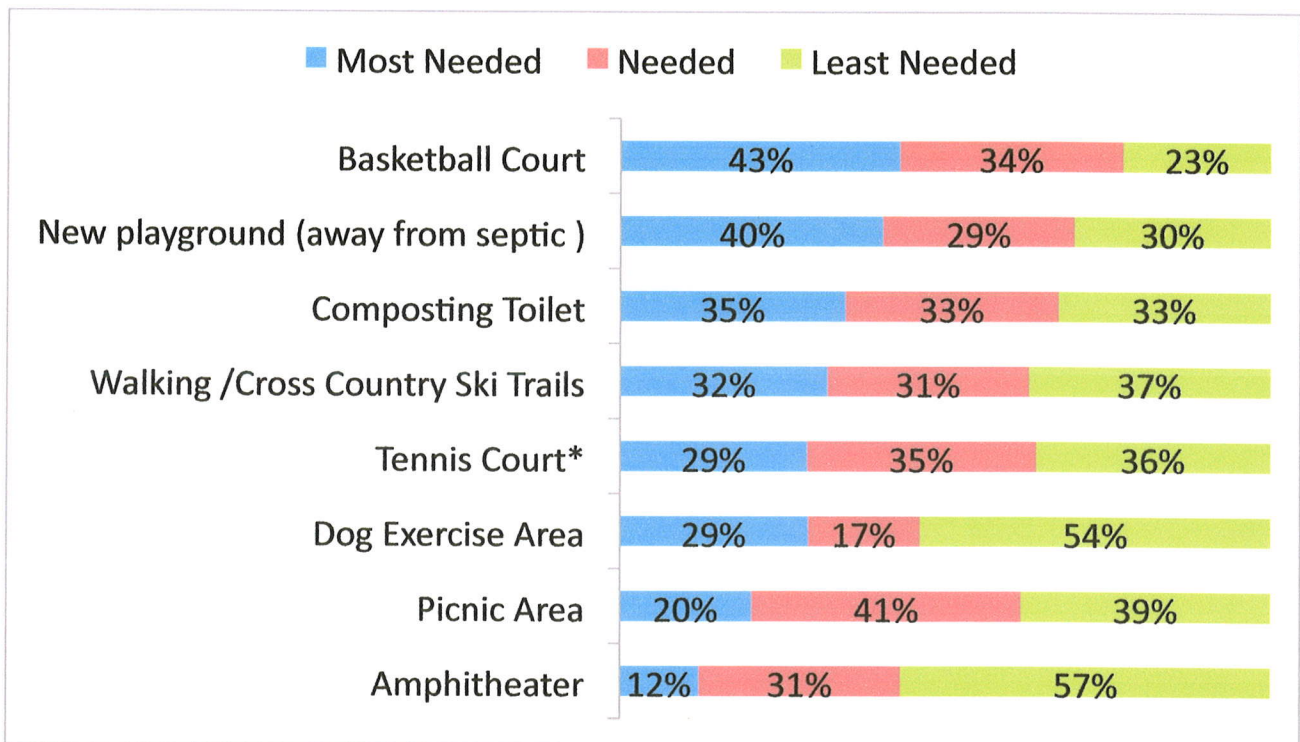 Most Needed Needed Least Needed
Basketball Court 43% 34% 23%
New playground (away from septic ) 40% 29% 30%
Composting Toilet 35% 33% 33%
Walking /Cross Country Ski Trails 32% 31% 37%
Tennis Court* 29% 35% 36%
Dog Exercise Area 29% 17% 54%
Picnic Area 20% 41% 39%
Amphitheater 12% 31% 57%